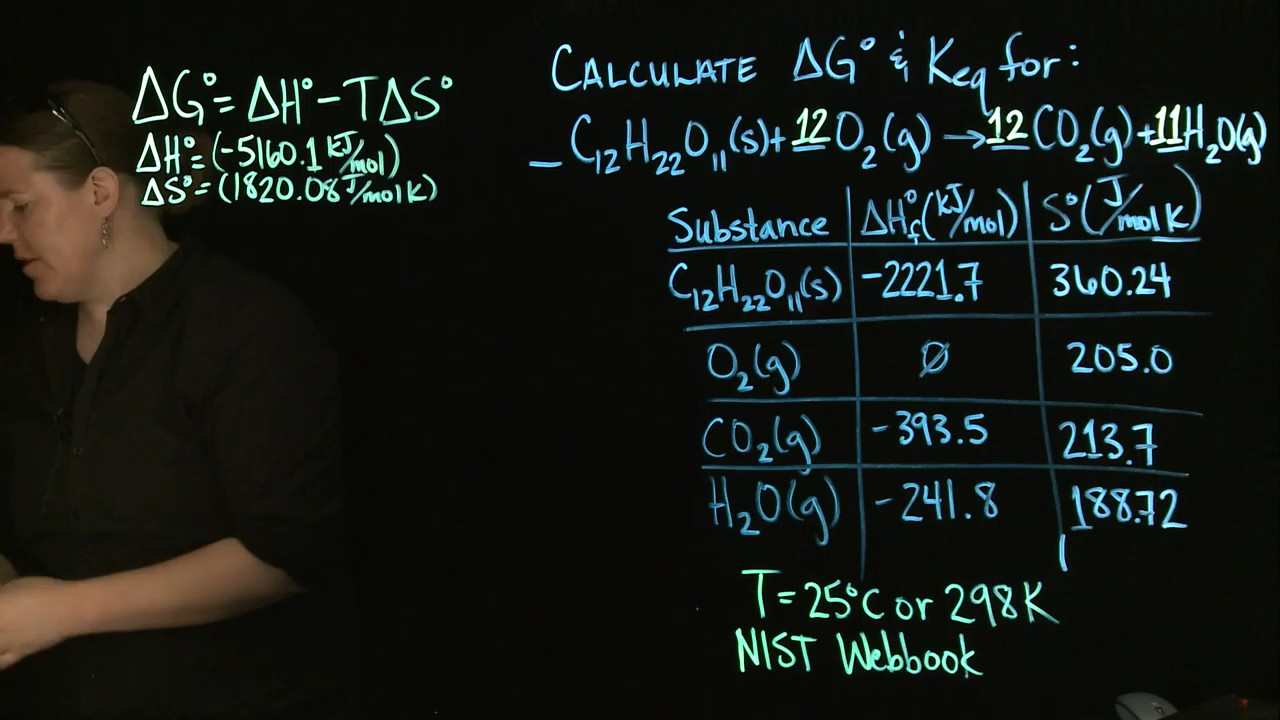 ΔG° = ΔH° − TΔS°
ΔH° = (-5160.1 kJ/mol)
ΔS° = (1820.08 J/mol K)
CALCULATE ΔG° & Keq for:
_ C₁₂H₂₂O₁₁(s) + 12 O₂(g) → 12 CO₂(g) + 11 H₂O(g)
Substance ΔH°f (kJ/mol) S° (J/mol K)
C₁₂H₂₂O₁₁(s) -2221.7 360.24
O₂(g) Ø 205.0
CO₂(g) -393.5 213.7
H₂O(g) -241.8 188.72
T = 25°C or 298K
NIST Webbook